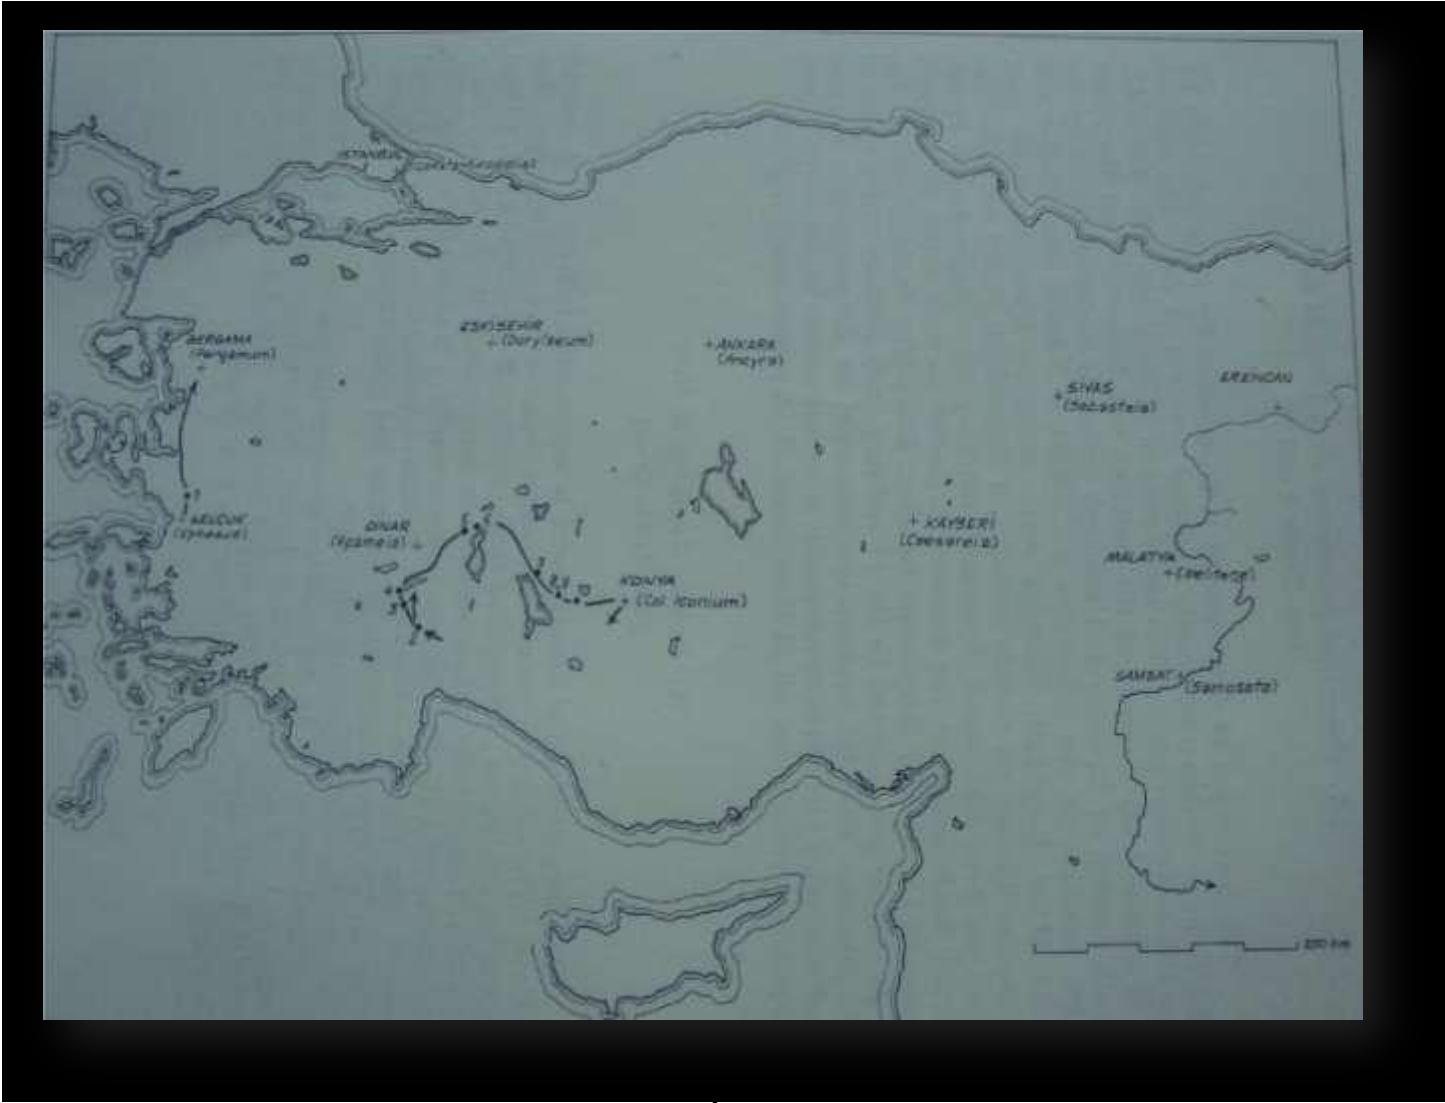 ISTANBUL
BERGAMA
(Pergamum)
ESKISEHIR
(Dorylaeum)
ANKARA
(Ancyra)
SIVAS
(Sebasteia)
ERZINCAN
SELCUK
(Ephesus)
DINAR
(Apameia)
KAYSERI
(Caesareia)
MALATYA
(Melitene)
KONYA
(Col. Iconium)
SAMSAT
(Samosata)